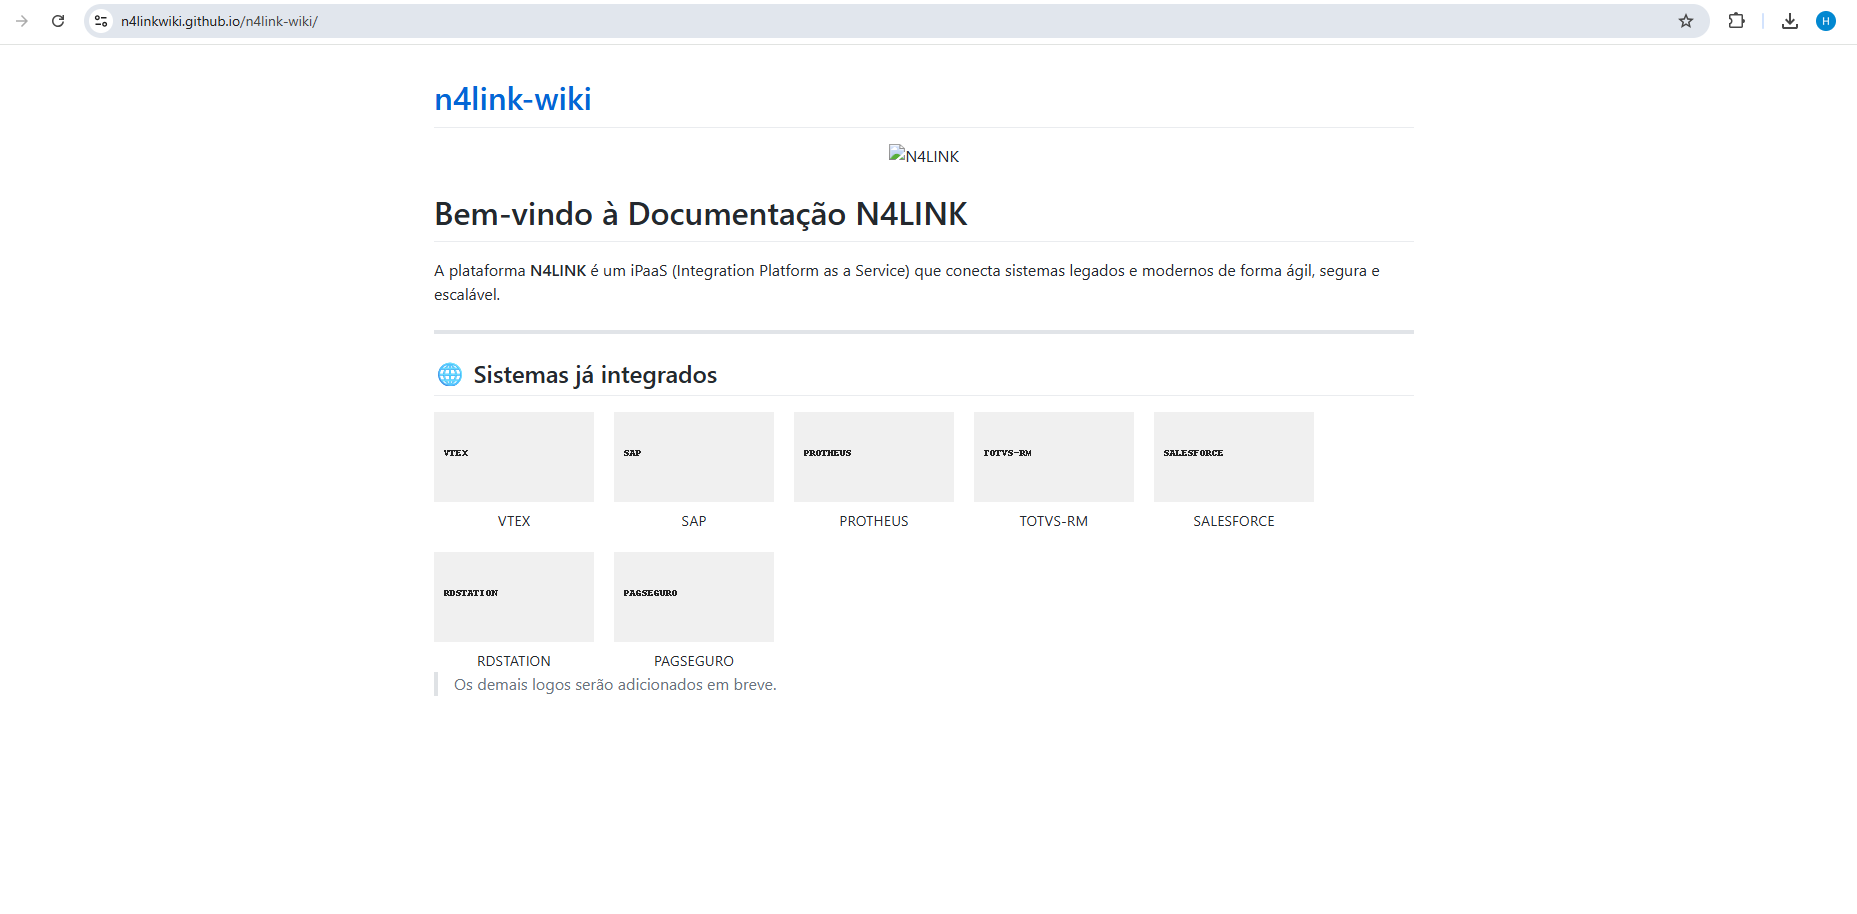 n4linkwiki.github.io/n4link-wiki/
H
n4link-wiki
N4LINK
Bem-vindo à Documentação N4LINK
A plataforma N4LINK é um iPaaS (Integration Platform as a Service) que conecta sistemas legados e modernos de forma ágil, segura e
escalável.
🌐 Sistemas já integrados
VTEX
SAP
PROTHEUS
TOTVS-RM
SALESFORCE
VTEX
SAP
PROTHEUS
TOTVS-RM
SALESFORCE
RDSTATION
PAGSEGURO
RDSTATION
PAGSEGURO
Os demais logos serão adicionados em breve.